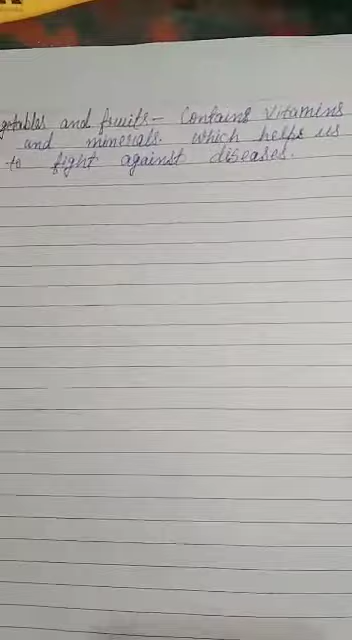 getables and fruits - Contains Vitamins
and minerals. which helps us
to fight against diseases.